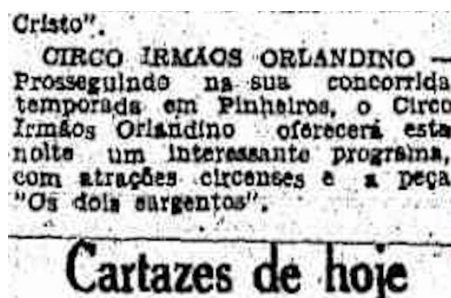 Cristo".
CIRCO IRMÃOS ORLANDINO —
Prosseguindo na sua concorrida
temporada em Pinheiros, o Circo
Irmãos Orlandino oferecerá esta
noite um interessante programa,
com atrações circenses e a peça
"Os dois sargentos".
Cartazes de hoje